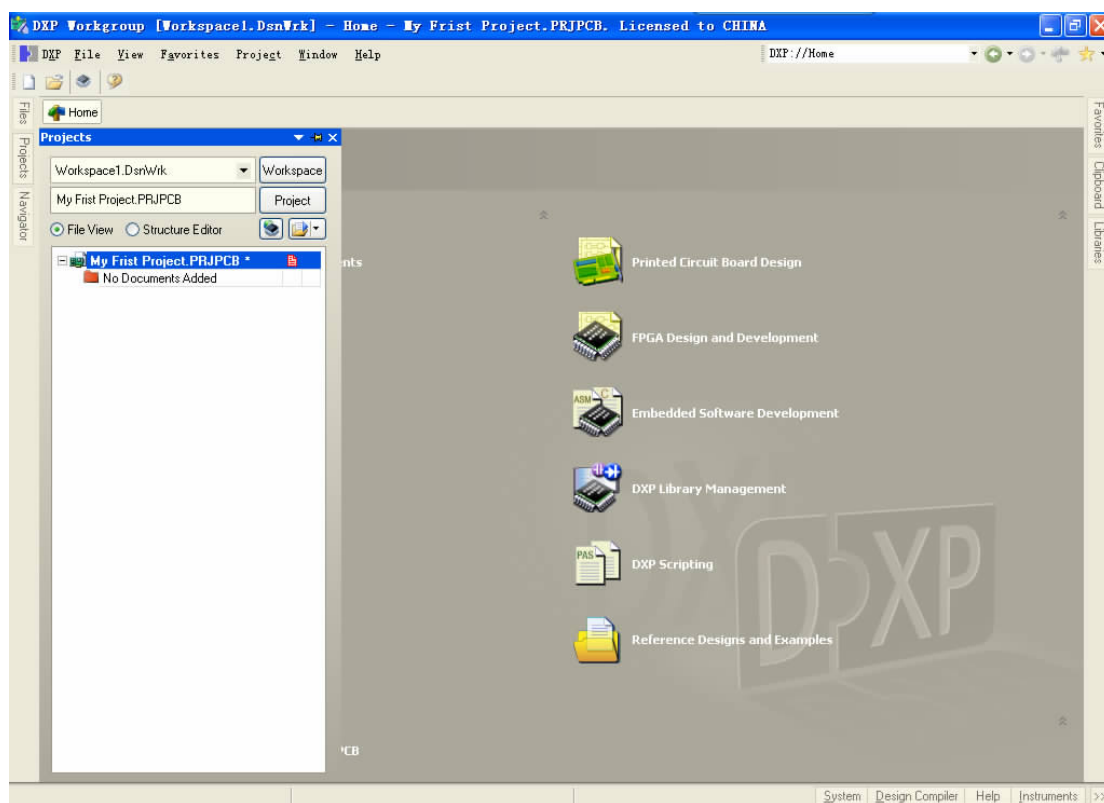 DXP Workgroup [Workspace1.DsnWrk] - Home - My Frist Project.PRJPCB. Licensed to CHINA
DXP File View Favorites Project Window Help
DXP://Home
Home
Files
Projects
Navigator
Projects
Workspace1.DsnWrk Workspace
My Frist Project.PRJPCB Project
File View Structure Editor
My Frist Project.PRJPCB *
No Documents Added
nts
Printed Circuit Board Design
FPGA Design and Development
ASM C
Embedded Software Development
DXP Library Management
PAS
DXP Scripting
Reference Designs and Examples
DXP
PCB
Favorites
Clipboard
Libraries
System Design Compiler Help Instruments >>